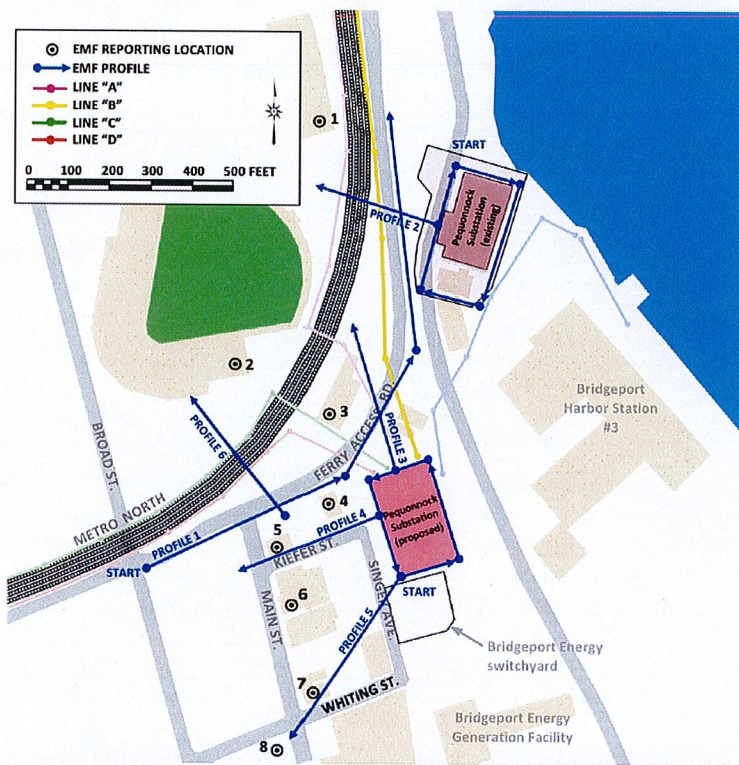 EMF REPORTING LOCATION
EMF PROFILE
LINE "A"
LINE "B"
LINE "C"
LINE "D"
0 100 200 300 400 500 FEET
1
START
PROFILE 2
Pequonnock
Substation
(existing)
2
3
Bridgeport
Harbor Station
#3
BROAD ST.
PROFILE 6
FERRY ACCESS RD
PROFILE 3
METRO NORTH
4
PROFILE 4
Pequonnock
Substation
(proposed)
PROFILE 1
5
KIEFER ST.
START
START
MAIN ST.
6
SINGER AVE.
PROFILE 5
Bridgeport Energy
switchyard
7
WHITING ST.
8
Bridgeport Energy
Generation Facility